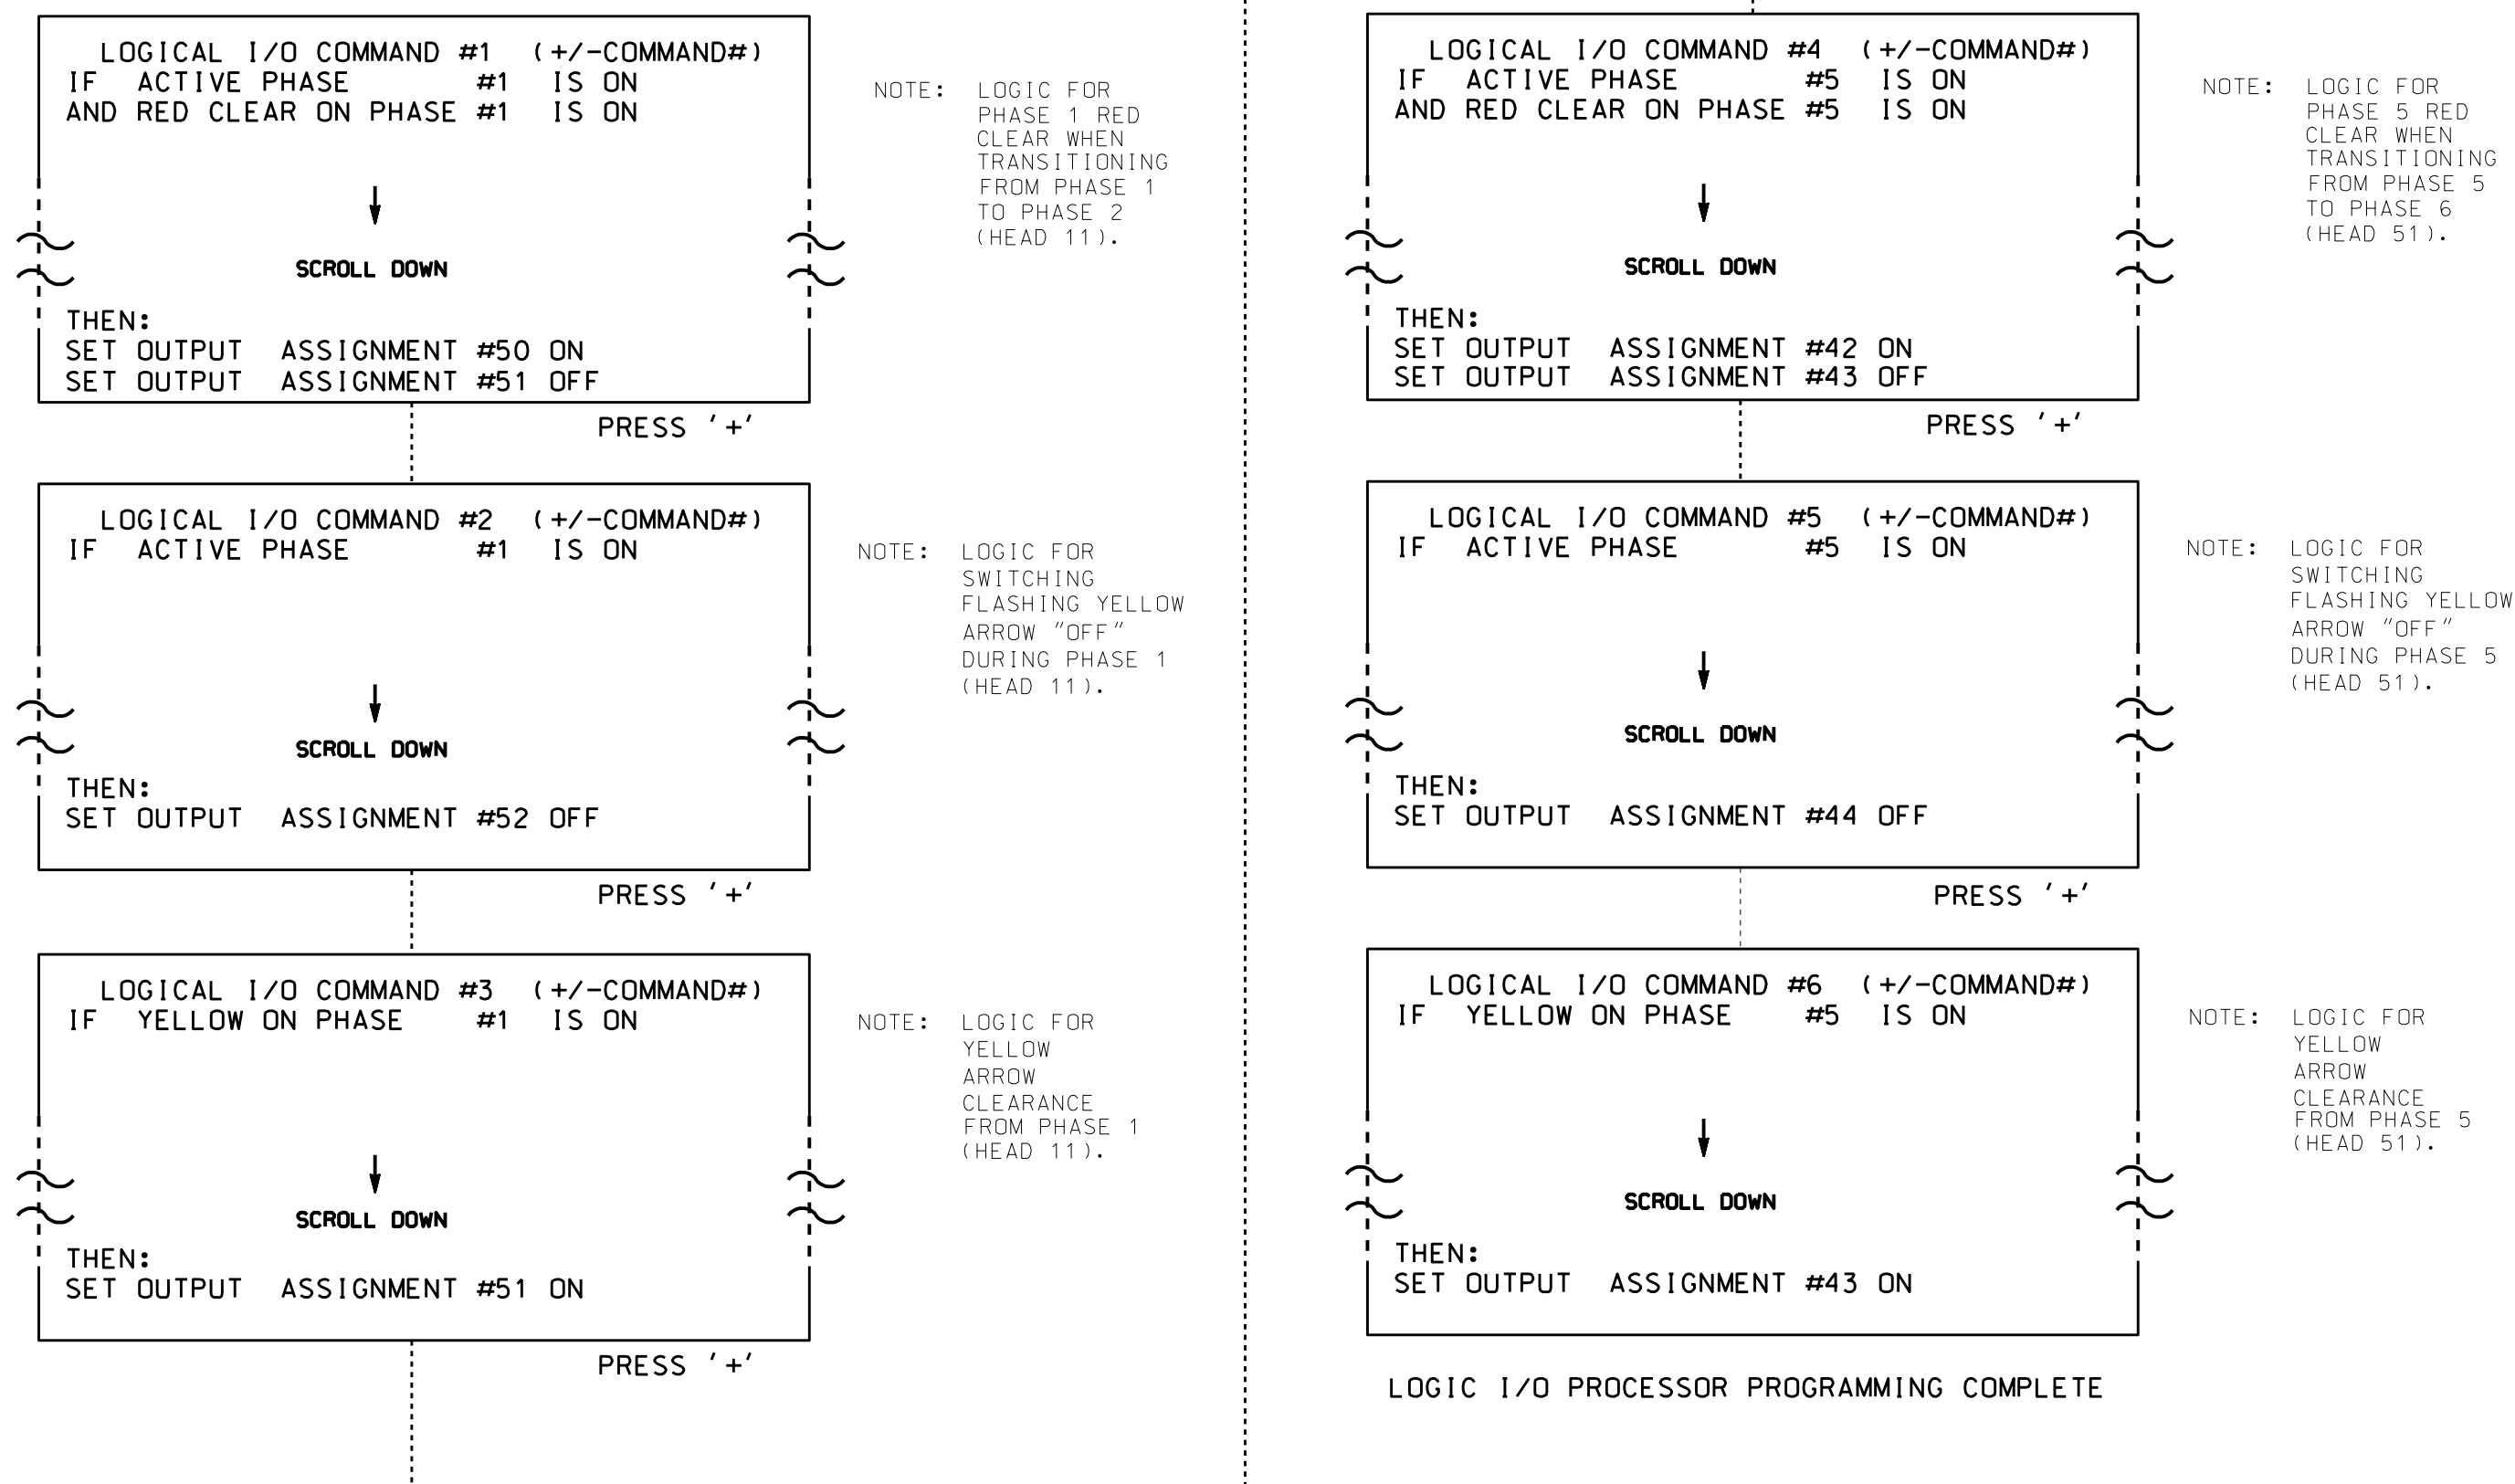 LOGICAL I/O COMMAND #1 (+/-COMMAND#)
IF ACTIVE PHASE #1 IS ON
AND RED CLEAR ON PHASE #1 IS ON
SCROLL DOWN
THEN:
SET OUTPUT ASSIGNMENT #50 ON
SET OUTPUT ASSIGNMENT #51 OFF
PRESS '+'
NOTE: LOGIC FOR
PHASE 1 RED
CLEAR WHEN
TRANSITIONING
FROM PHASE 1
TO PHASE 2
(HEAD 11).
LOGICAL I/O COMMAND #2 (+/-COMMAND#)
IF ACTIVE PHASE #1 IS ON
SCROLL DOWN
THEN:
SET OUTPUT ASSIGNMENT #52 OFF
PRESS '+'
NOTE: LOGIC FOR
SWITCHING
FLASHING YELLOW
ARROW "OFF"
DURING PHASE 1
(HEAD 11).
LOGICAL I/O COMMAND #3 (+/-COMMAND#)
IF YELLOW ON PHASE #1 IS ON
SCROLL DOWN
THEN:
SET OUTPUT ASSIGNMENT #51 ON
PRESS '+'
NOTE: LOGIC FOR
YELLOW
ARROW
CLEARANCE
FROM PHASE 1
(HEAD 11).
LOGICAL I/O COMMAND #4 (+/-COMMAND#)
IF ACTIVE PHASE #5 IS ON
AND RED CLEAR ON PHASE #5 IS ON
SCROLL DOWN
THEN:
SET OUTPUT ASSIGNMENT #42 ON
SET OUTPUT ASSIGNMENT #43 OFF
PRESS '+'
NOTE: LOGIC FOR
PHASE 5 RED
CLEAR WHEN
TRANSITIONING
FROM PHASE 5
TO PHASE 6
(HEAD 51).
LOGICAL I/O COMMAND #5 (+/-COMMAND#)
IF ACTIVE PHASE #5 IS ON
SCROLL DOWN
THEN:
SET OUTPUT ASSIGNMENT #44 OFF
PRESS '+'
NOTE: LOGIC FOR
SWITCHING
FLASHING YELLOW
ARROW "OFF"
DURING PHASE 5
(HEAD 51).
LOGICAL I/O COMMAND #6 (+/-COMMAND#)
IF YELLOW ON PHASE #5 IS ON
SCROLL DOWN
THEN:
SET OUTPUT ASSIGNMENT #43 ON
NOTE: LOGIC FOR
YELLOW
ARROW
CLEARANCE
FROM PHASE 5
(HEAD 51).
LOGIC I/O PROCESSOR PROGRAMMING COMPLETE